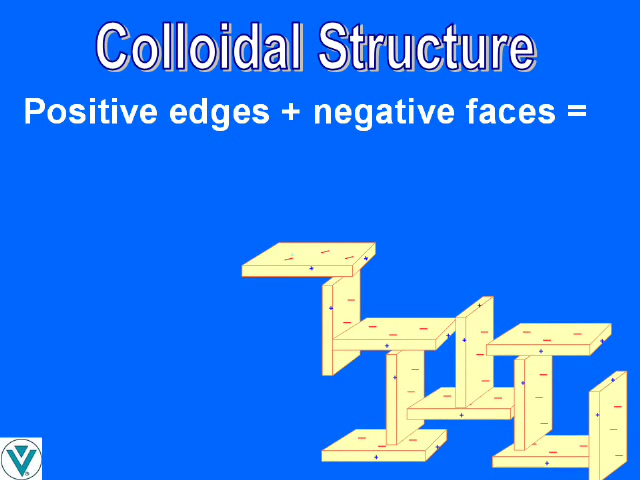 Colloidal Structure
Positive edges + negative faces =